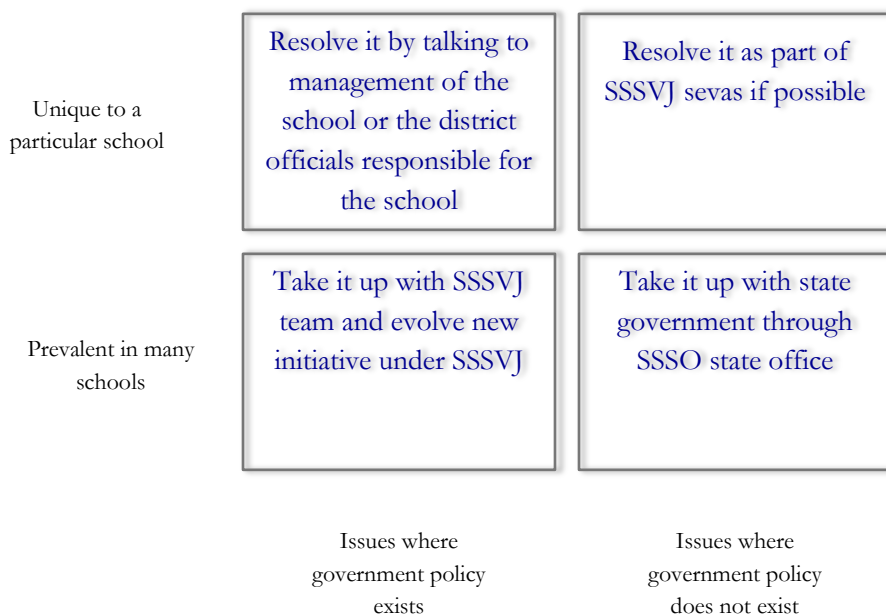 Unique to a
particular school
Resolve it by talking to
management of the
school or the district
officials responsible for
the school
Resolve it as part of
SSSVJ sevas if possible
Prevalent in many
schools
Take it up with SSSVJ
team and evolve new
initiative under SSSVJ
Take it up with state
government through
SSSO state office
Issues where
government policy
exists
Issues where
government policy
does not exist